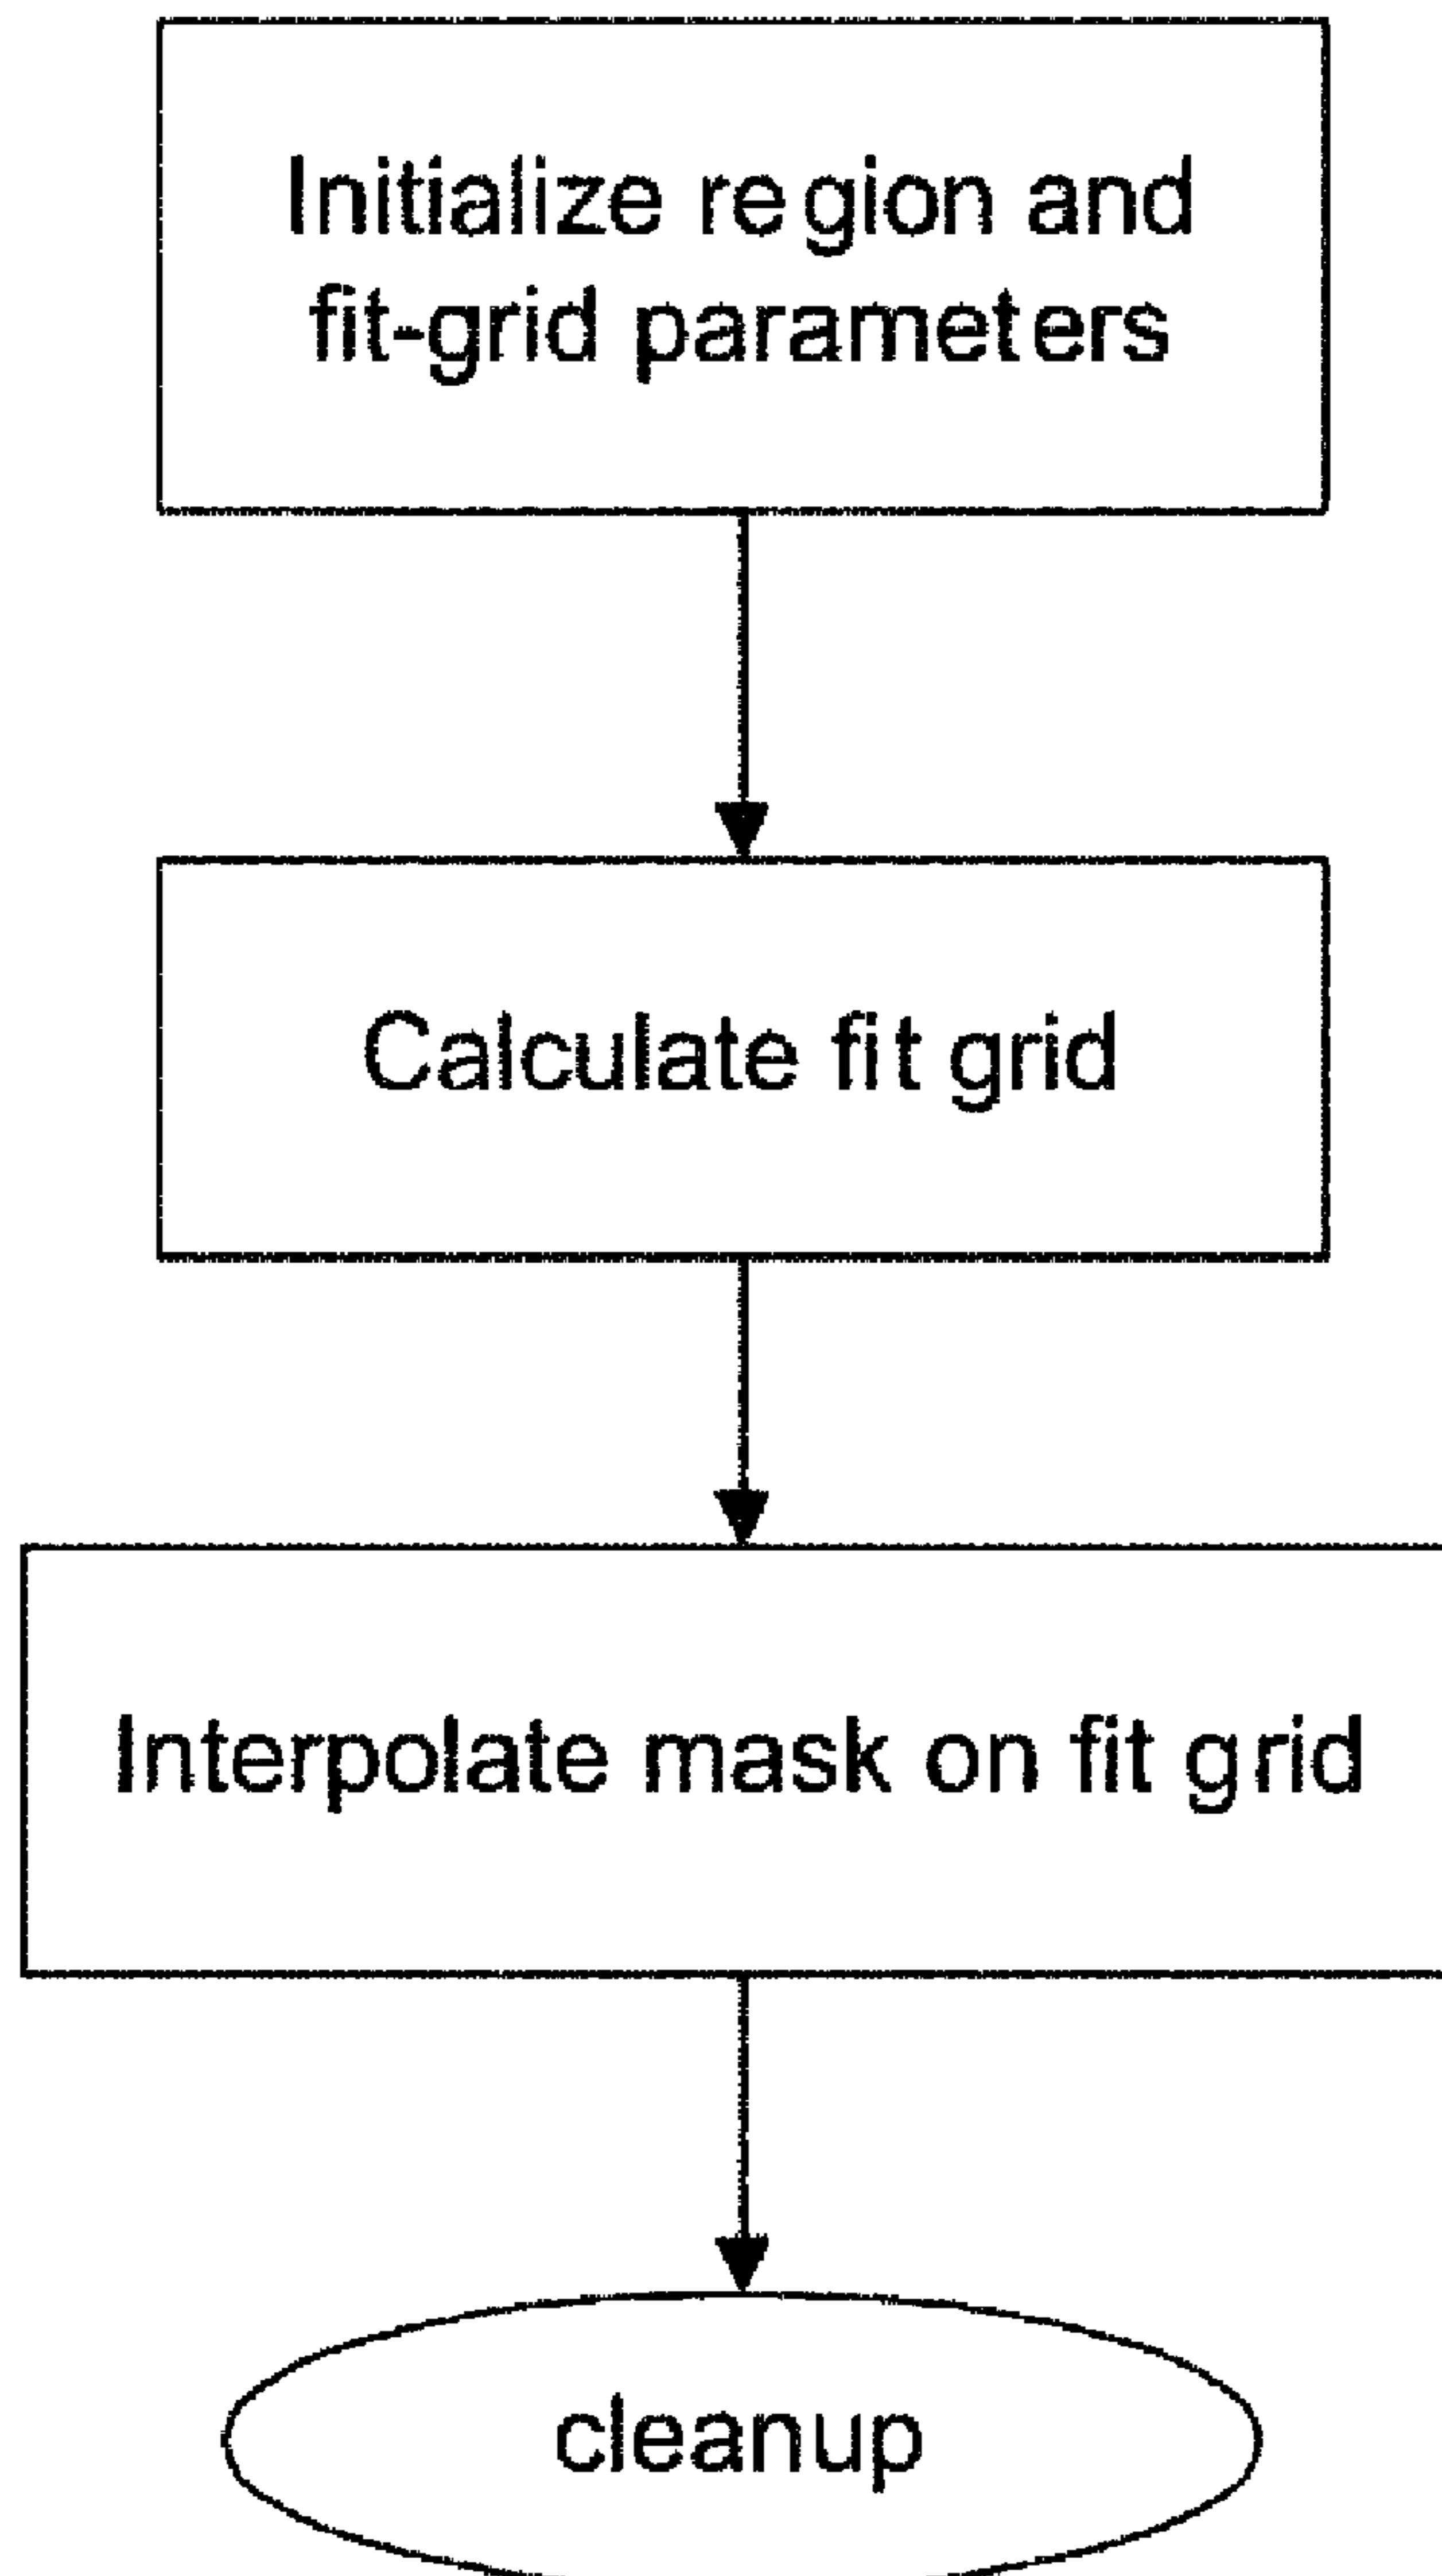 Initialize region and
fit-grid parameters
Calculate fit grid
Interpolate mask on fit grid
cleanup